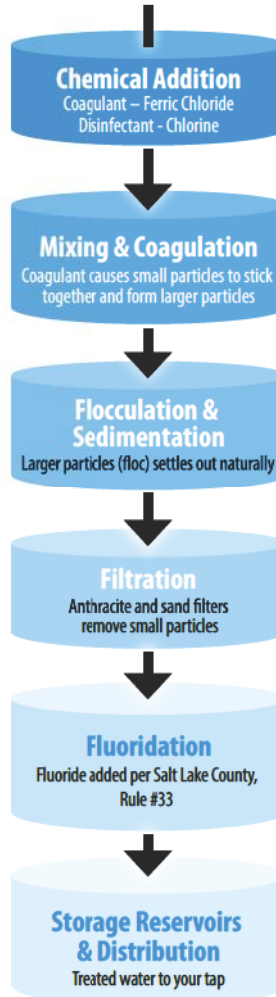 Chemical Addition
Coagulant – Ferric Chloride
Disinfectant - Chlorine
Mixing & Coagulation
Coagulant causes small particles to stick
together and form larger particles
Flocculation &
Sedimentation
Larger particles (floc) settles out naturally
Filtration
Anthracite and sand filters
remove small particles
Fluoridation
Fluoride added per Salt Lake County,
Rule #33
Storage Reservoirs
& Distribution
Treated water to your tap